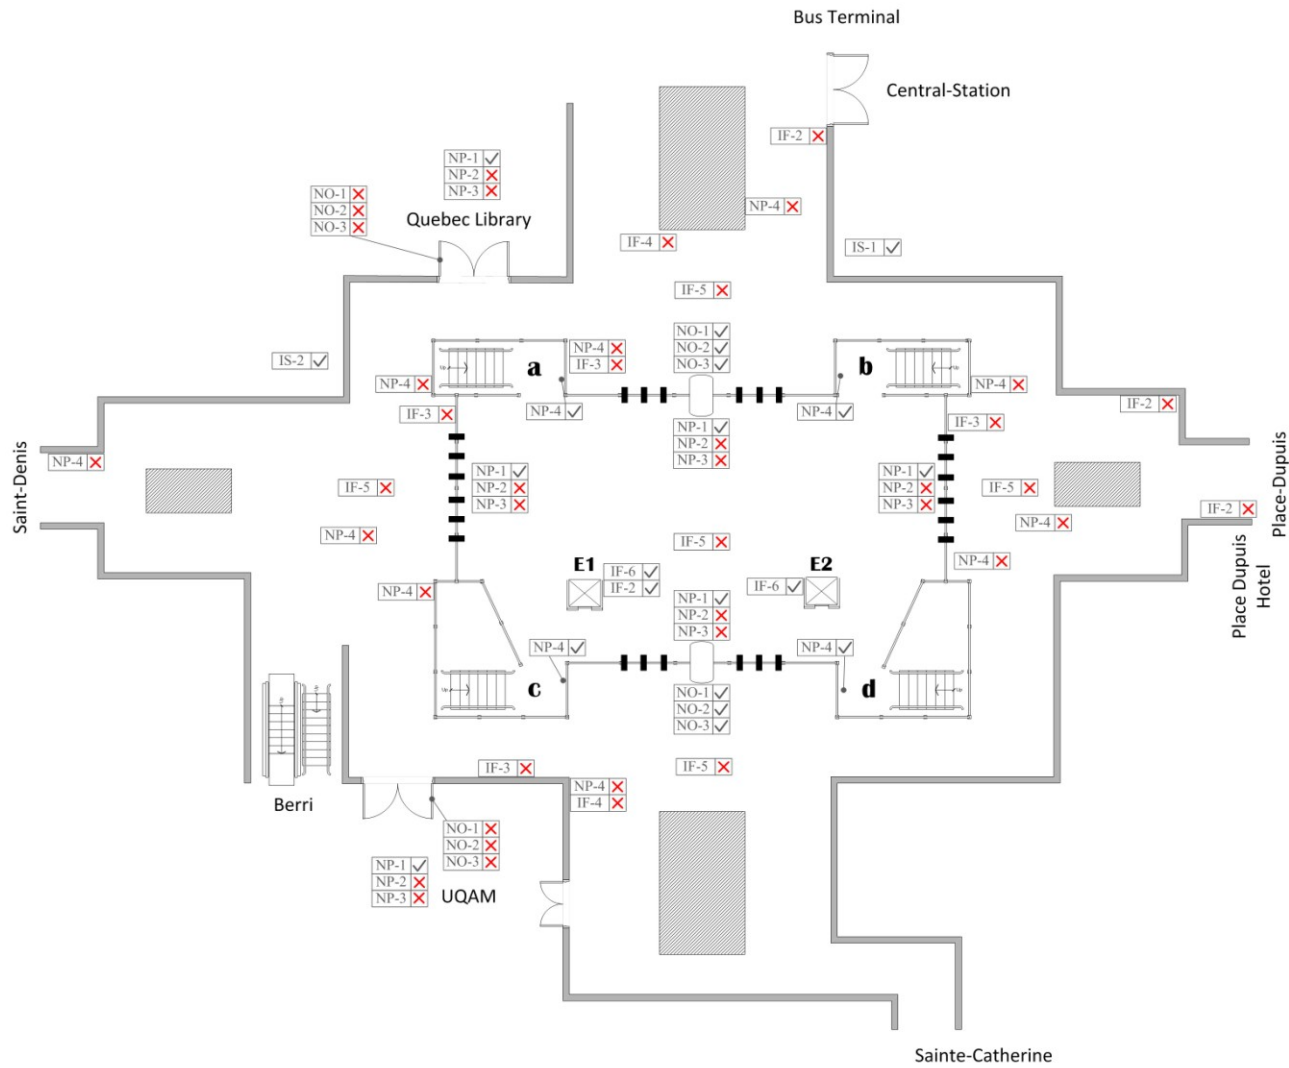 Bus Terminal
Central-Station
IF-2
NP-1
NP-2
NP-3
NO-1
NO-2
NO-3
Quebec Library
NP-4
IF-4
IS-1
IF-5
NO-1
NO-2
NO-3
IS-2
NP-4
IF-3
a
b
NP-4
NP-4
IF-2
IF-3
NP-4
NP-4
IF-3
NP-1
NP-2
NP-3
Saint-Denis
NP-4
IF-5
NP-1
NP-2
NP-3
NP-1
NP-2
NP-3
IF-5
NP-4
IF-2
Place-Dupuis
Place Dupuis
Hotel
NP-4
IF-5
NP-4
E1
IF-6
IF-2
E2
IF-6
NP-4
NP-1
NP-2
NP-3
NP-4
NP-4
c
d
NO-1
NO-2
NO-3
IF-3
IF-5
NP-4
IF-4
Berri
NO-1
NO-2
NO-3
NP-1
NP-2
NP-3
UQAM
Sainte-Catherine